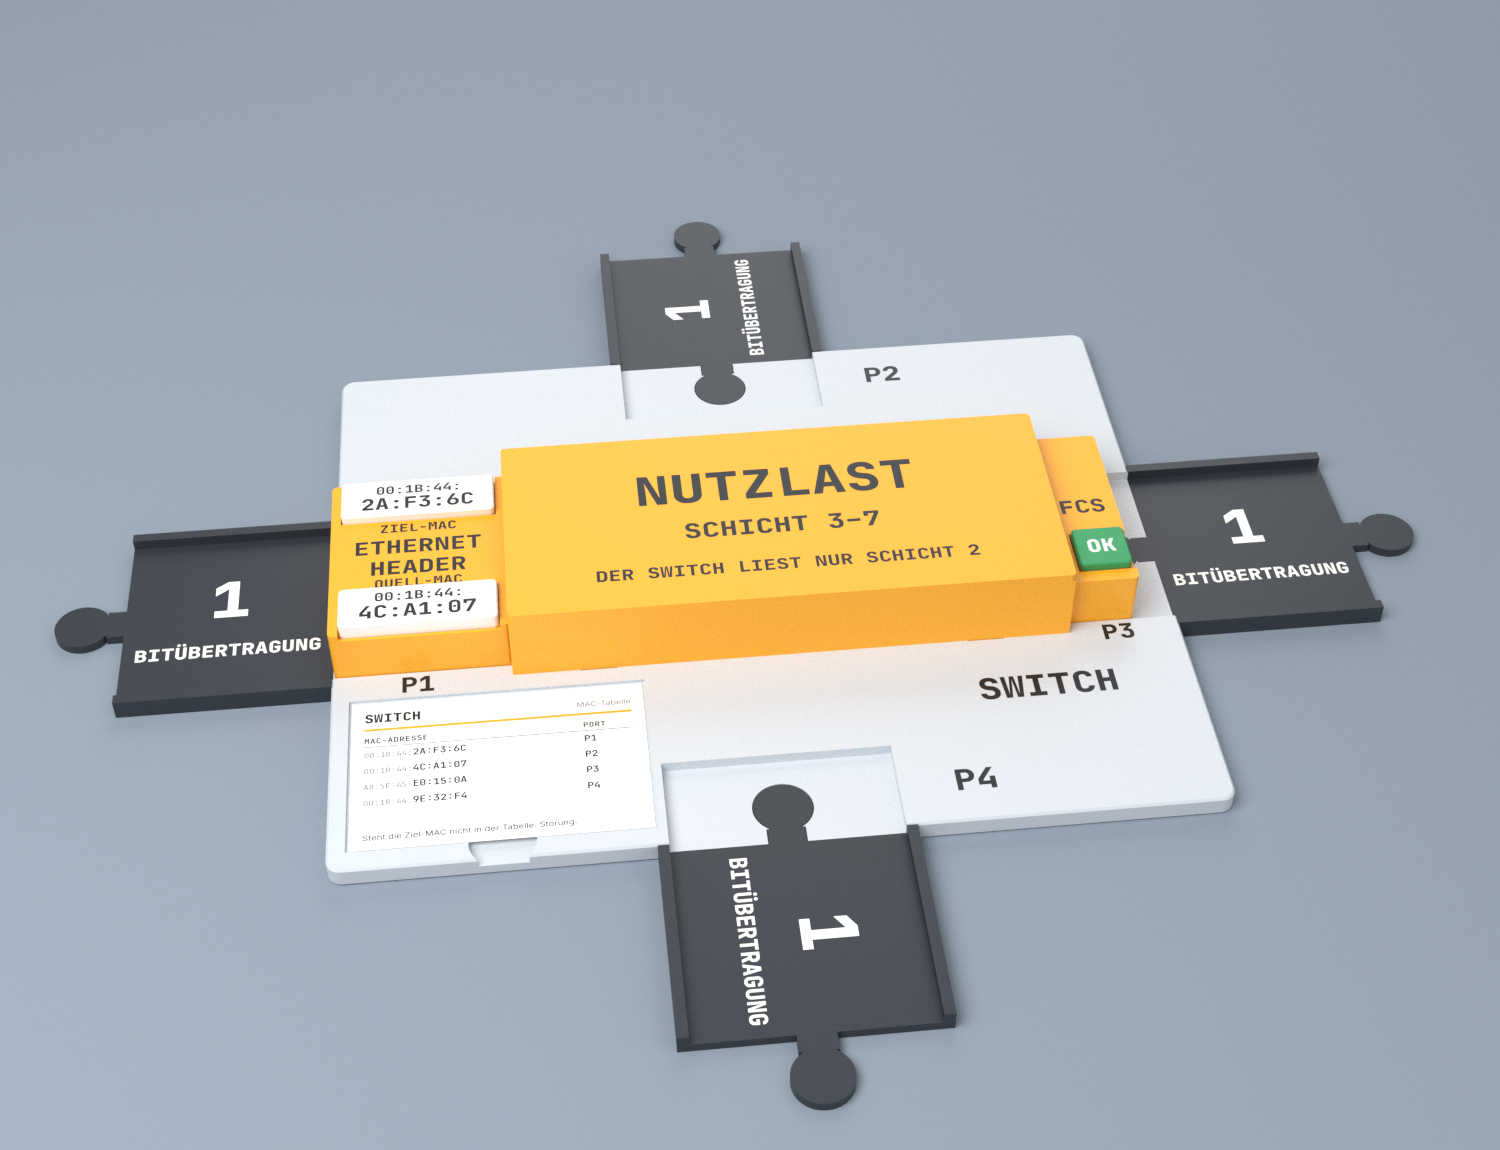 1
BITÜBERTRAGUNG
P2
NUTZLAST
SCHICHT 3–7
DER SWITCH LIEST NUR SCHICHT 2
00:1B:44:
2A:F3:6C
ZIEL-MAC
ETHERNET
HEADER
QUELL-MAC
00:1B:44:
4C:A1:07
FCS
OK
1
BITÜBERTRAGUNG
1
BITÜBERTRAGUNG
P1
P3
SWITCH
P4
SWITCH
MAC-Tabelle
MAC-ADRESSE PORT
00:1B:44:2A:F3:6C P1
00:1B:44:4C:A1:07 P2
A8:5E:45:E0:15:0A P3
00:1B:44:9E:32:F4 P4
Steht die Ziel-MAC nicht in der Tabelle: Störung.
1
BITÜBERTRAGUNG